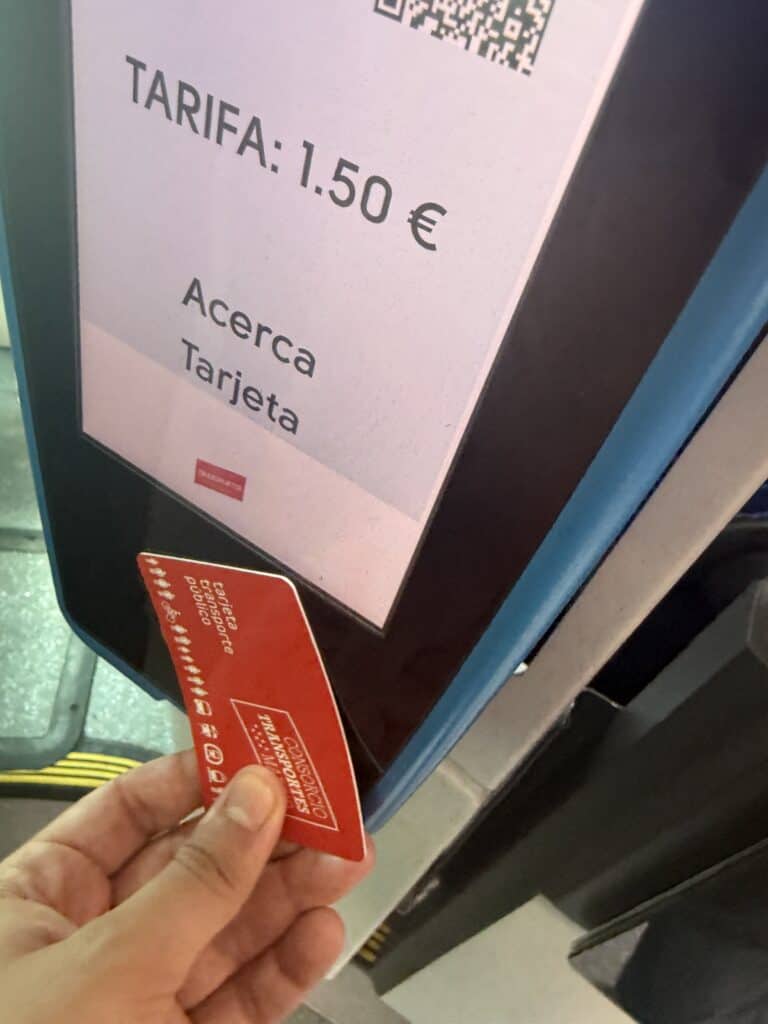 TARIFA: 1.50 €
Acerca
Tarjeta
tarjeta
transporte
público
CONSORCIO
TRANSPORTES